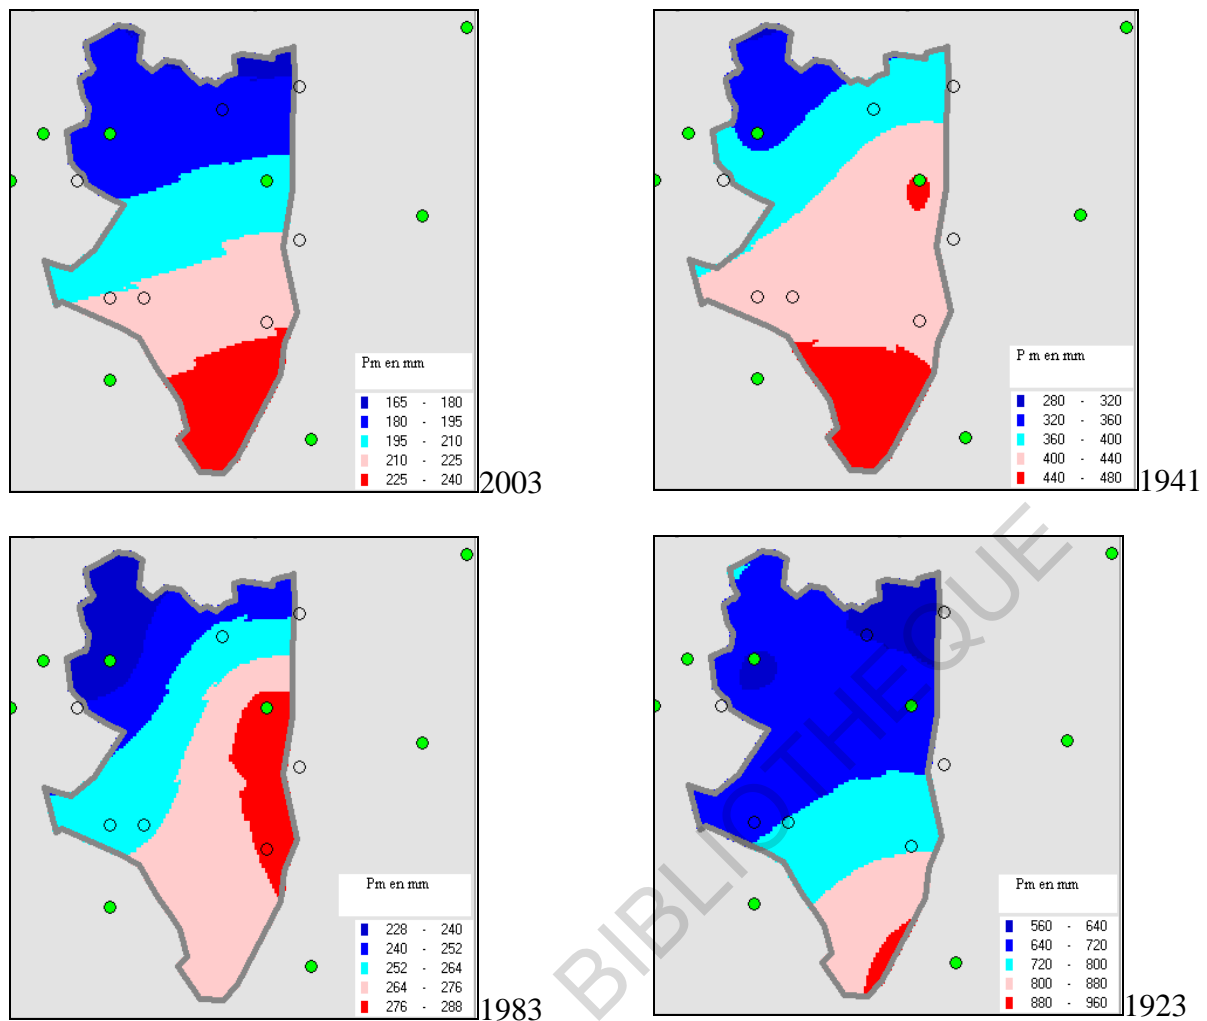 Pm en mm
165 - 180
180 - 195
195 - 210
210 - 225
225 - 240
2003
P m en mm
280 - 320
320 - 360
360 - 400
400 - 440
440 - 480
1941
Pm en mm
228 - 240
240 - 252
252 - 264
264 - 276
276 - 288
1983
Pm en mm
560 - 640
640 - 720
720 - 800
800 - 880
880 - 960
1923
BIBLIOTHEQUE